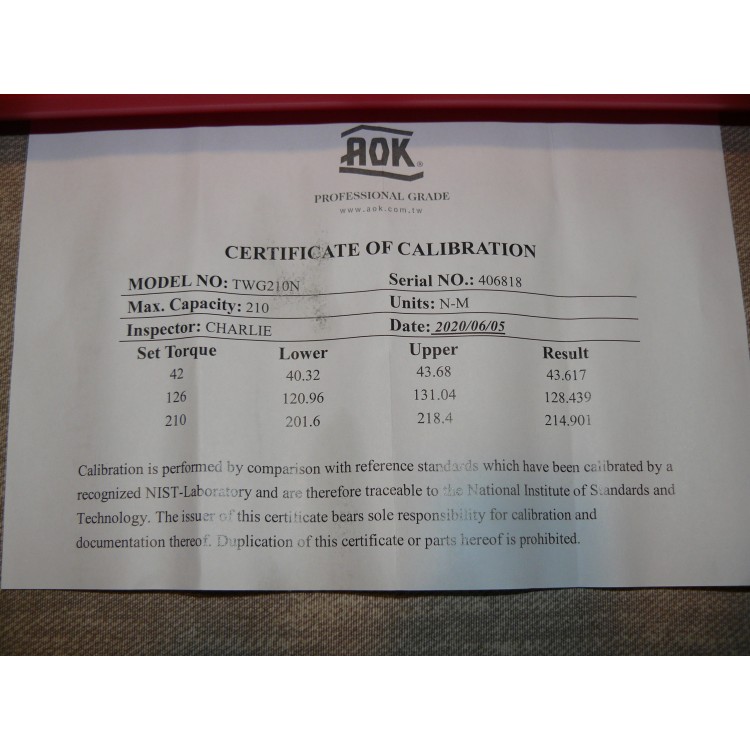 AOK®
PROFESSIONAL GRADE
www.aok.com.tw
CERTIFICATE OF CALIBRATION
MODEL NO: TWG210N Serial NO.: 406818
Max. Capacity: 210 Units: N-M
Inspector: CHARLIE Date: 2020/06/05
Set Torque Lower Upper Result
42 40.32 43.68 43.617
126 120.96 131.04 128.439
210 201.6 218.4 214.901
Calibration is performed by comparison with reference standards which have been calibrated by a
recognized NIST-Laboratory and are therefore traceable to the National Institute of Standards and
Technology. The issuer of this certificate bears sole responsibility for calibration and
documentation thereof. Duplication of this certificate or parts hereof is prohibited.